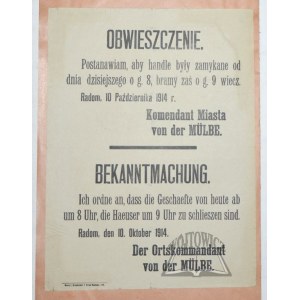 OBWIESZCZENIE.
Postanawiam, aby handle były zamykane od
dnia dzisiejszego o g. 8, bramy zaś o g. 9 wiecz.
Radom, 10 Października 1914 r.
Komendant Miasta
von der MÜLBE.
BEKANNTMACHUNG.
Ich ordne an, dass die Geschaefte von heute ab
um 8 Uhr, die Haeuser um 9 Uhr zu schliessen sind.
Radom, den 10. Oktober 1914.
Der Ortskommandant
von der MÜLBE.